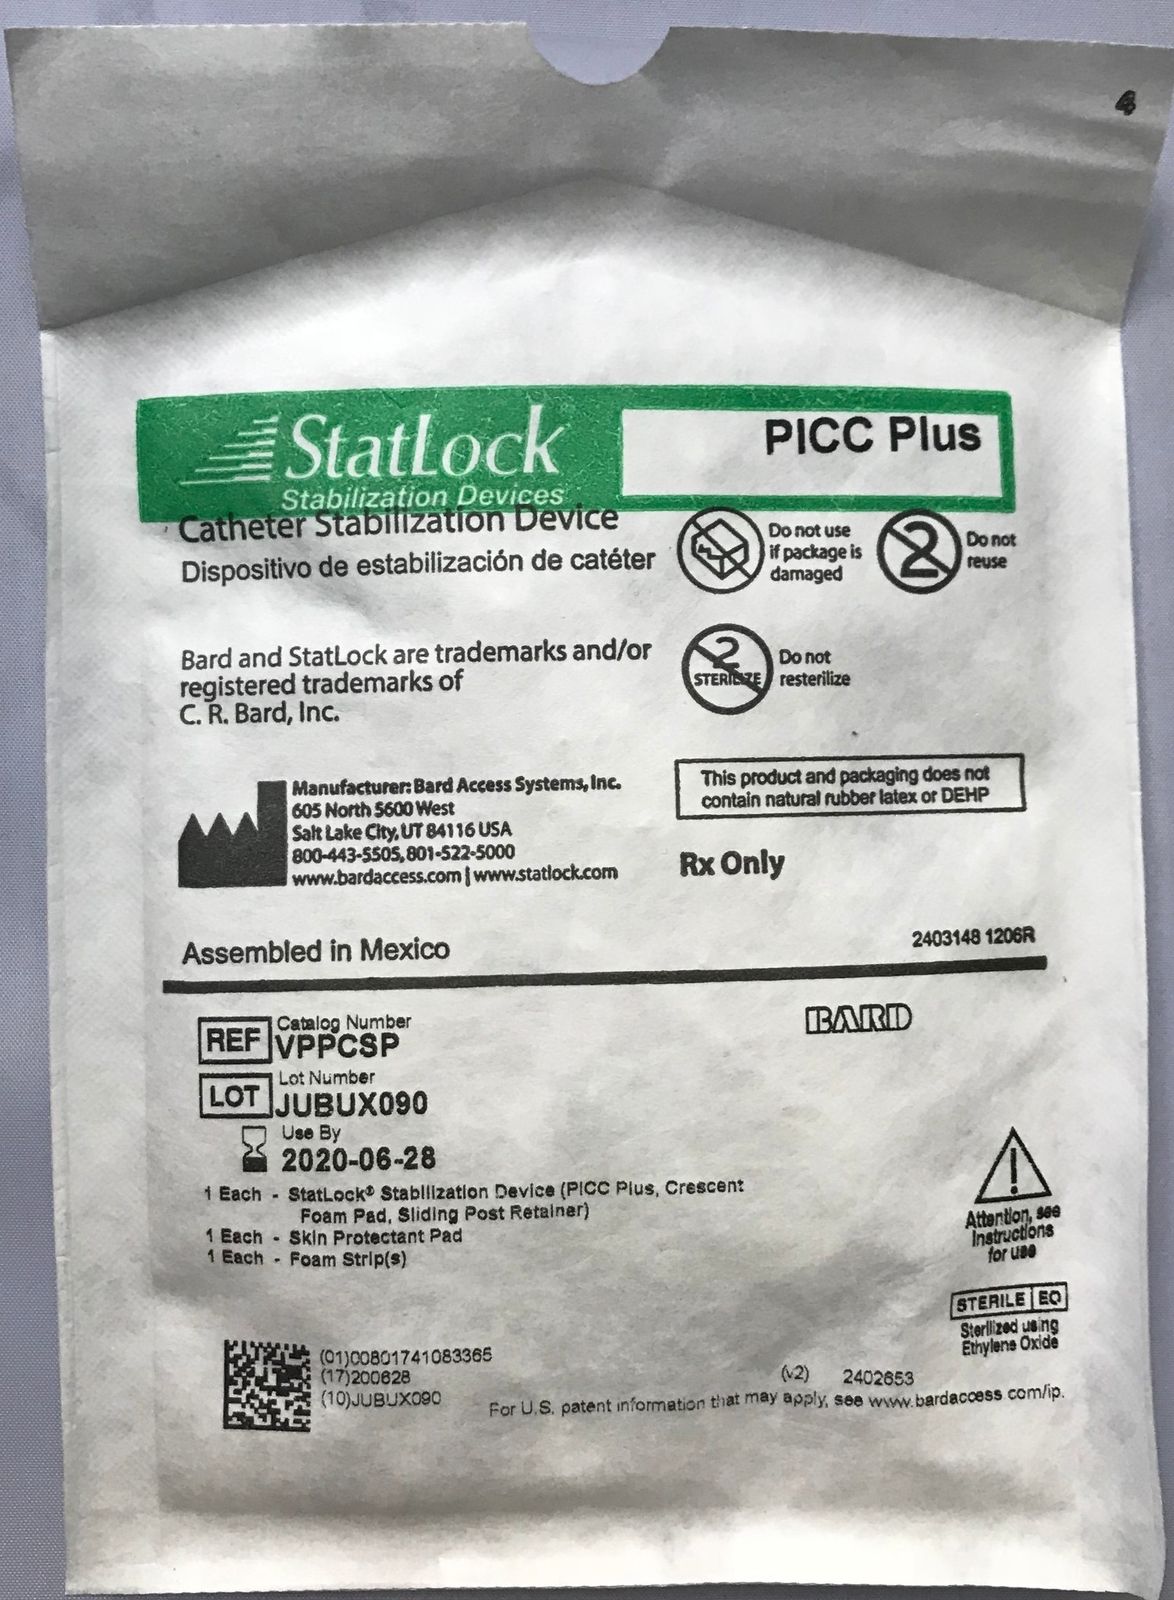 4
StatLock
Stabilization Devices
PICC Plus
Catheter Stabilization Device
Dispositivo de estabilización de catéter
Do not use
if package is
damaged
2
Do not
reuse
Bard and StatLock are trademarks and/or
registered trademarks of
C. R. Bard, Inc.
2
STERILIZE
Do not
resterilize
Manufacturer: Bard Access Systems, Inc.
605 North 5600 West
Salt Lake City, UT 84116 USA
800-443-5505, 801-522-5000
www.bardaccess.com | www.statlock.com
This product and packaging does not
contain natural rubber latex or DEHP
Rx Only
Assembled in Mexico
2403148 1206R
BARD
REF Catalog Number
VPPCSP
LOT Lot Number
JUBUX090
Use By
2020-06-28
1 Each - StatLock® Stabilization Device (PICC Plus, Crescent
Foam Pad, Sliding Post Retainer)
1 Each - Skin Protectant Pad
1 Each - Foam Strip(s)
!
Attention, see
Instructions
for use
STERILE EO
Sterilized using
Ethylene Oxide
(01)00801741083365
(17)200628
(10)JUBUX090
(v2) 2402653
For U.S. patent information that may apply, see www.bardaccess.com/ip.